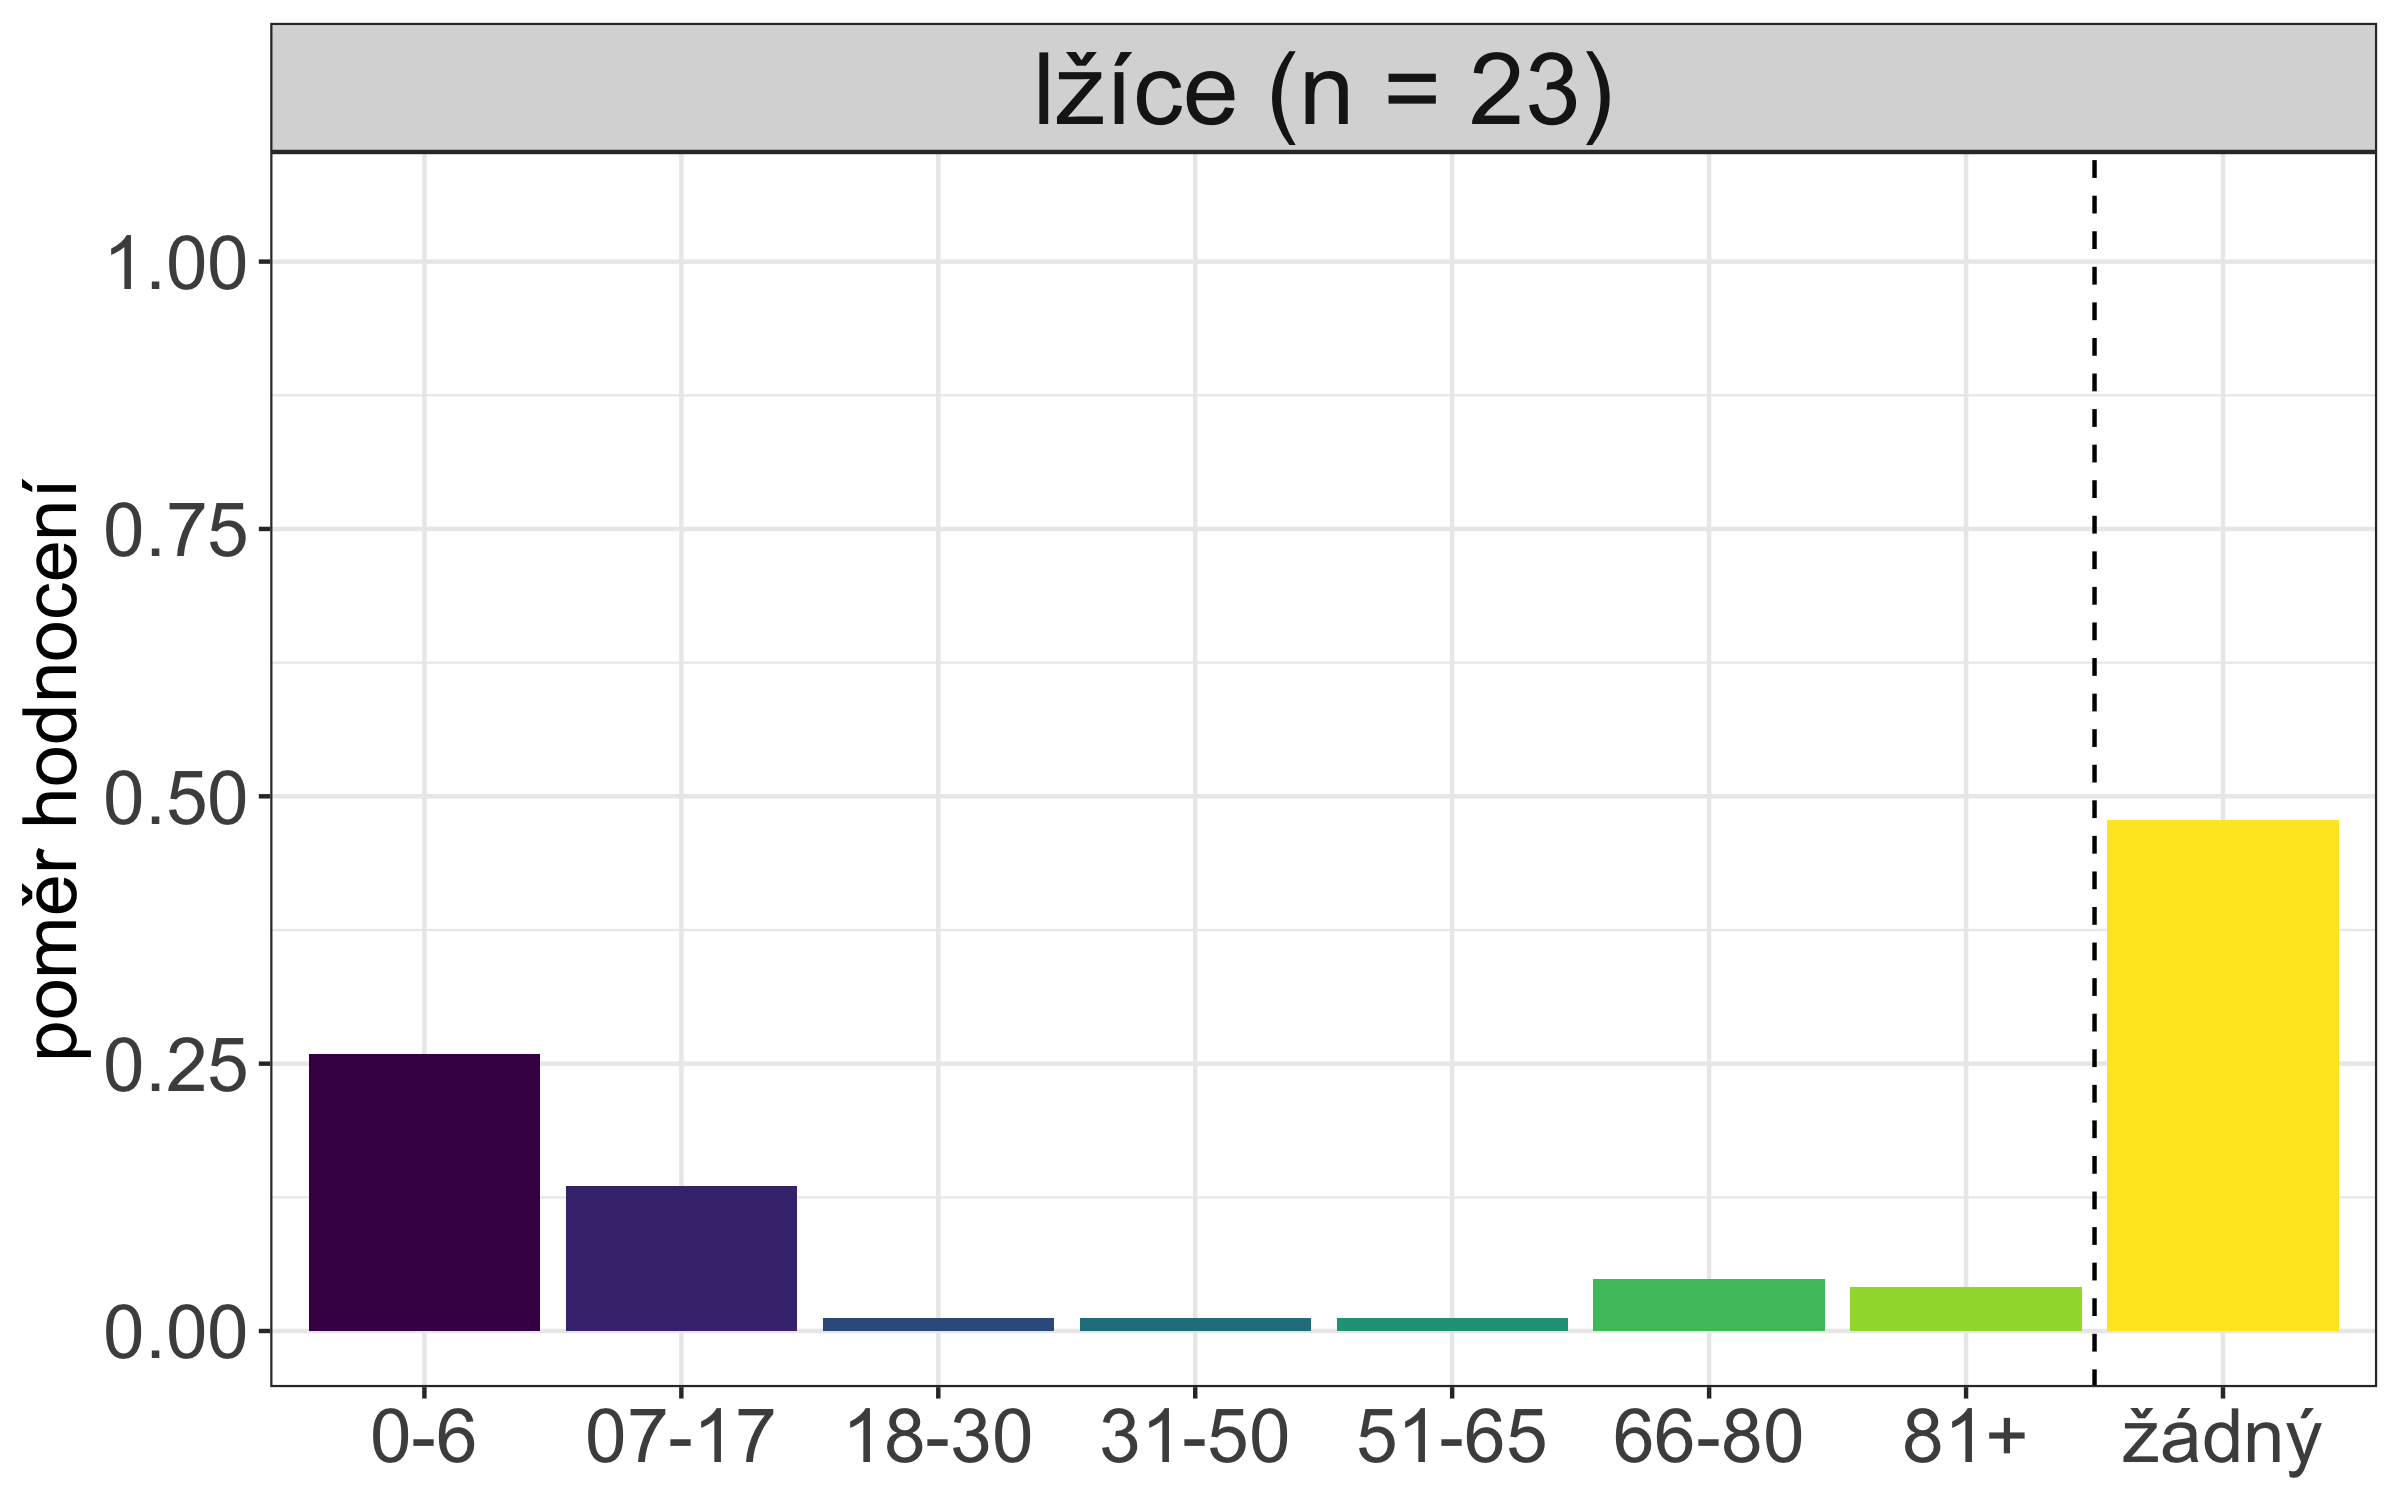 lžíce (n = 23)
poměr hodnocení
1.00
0.75
0.50
0.25
0.00
0-6 07-17 18-30 31-50 51-65 66-80 81+ žádný